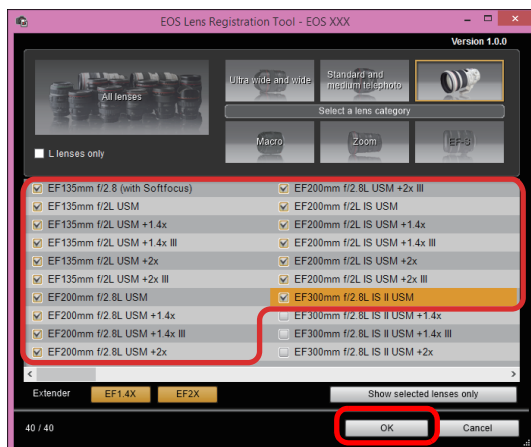 EOS Lens Registration Tool - EOS XXX
Version 1.0.0
All lenses
Ultra wide and wide
Standard and
medium telephoto
Select a lens category
Macro
Zoom
EF-S
L lenses only
EF135mm f/2.8 (with Softfocus)
EF200mm f/2.8L USM +2x III
EF135mm f/2L USM
EF200mm f/2L IS USM
EF135mm f/2L USM +1.4x
EF200mm f/2L IS USM +1.4x
EF135mm f/2L USM +1.4x III
EF200mm f/2L IS USM +1.4x III
EF135mm f/2L USM +2x
EF200mm f/2L IS USM +2x
EF135mm f/2L USM +2x III
EF200mm f/2L IS USM +2x III
EF200mm f/2.8L USM
EF300mm f/2.8L IS II USM
EF200mm f/2.8L USM +1.4x
EF300mm f/2.8L IS II USM +1.4x
EF200mm f/2.8L USM +1.4x III
EF300mm f/2.8L IS II USM +1.4x III
EF200mm f/2.8L USM +2x
EF300mm f/2.8L IS II USM +2x
Extender
EF1.4X
EF2X
Show selected lenses only
40 / 40
OK
Cancel